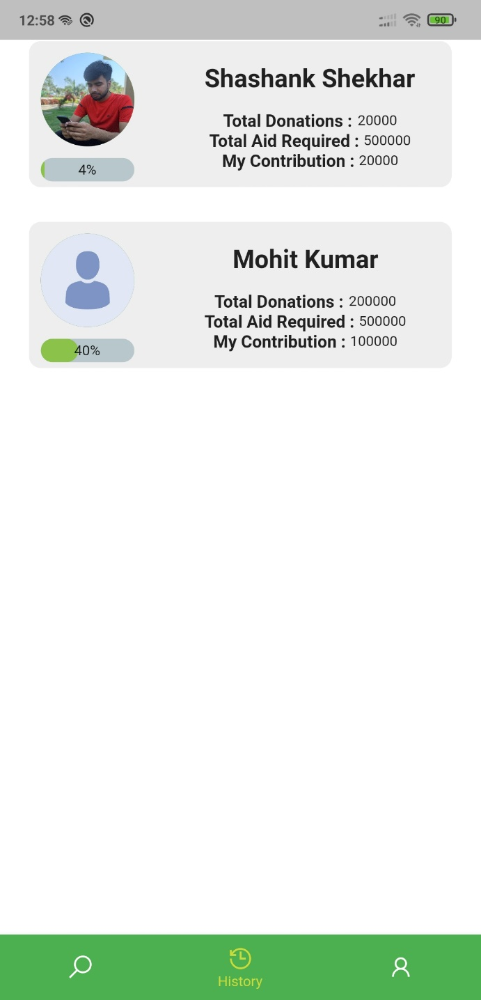 12:58
90
Shashank Shekhar
Total Donations : 20000
Total Aid Required : 500000
My Contribution : 20000
4%
Mohit Kumar
Total Donations : 200000
Total Aid Required : 500000
My Contribution : 100000
40%
History